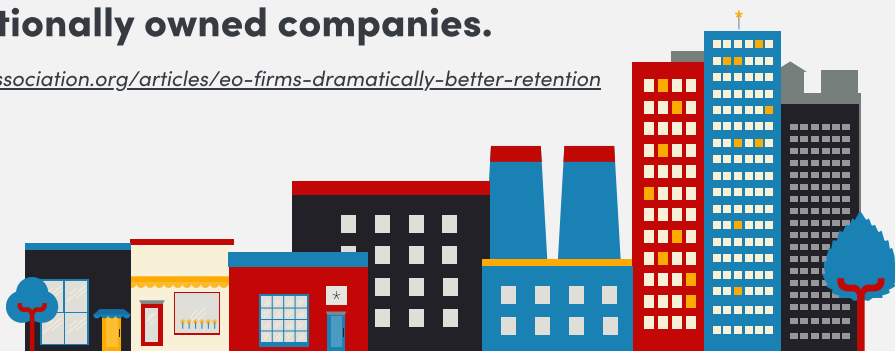 tionally owned companies.
ssociation.org/articles/eo-firms-dramatically-better-retention